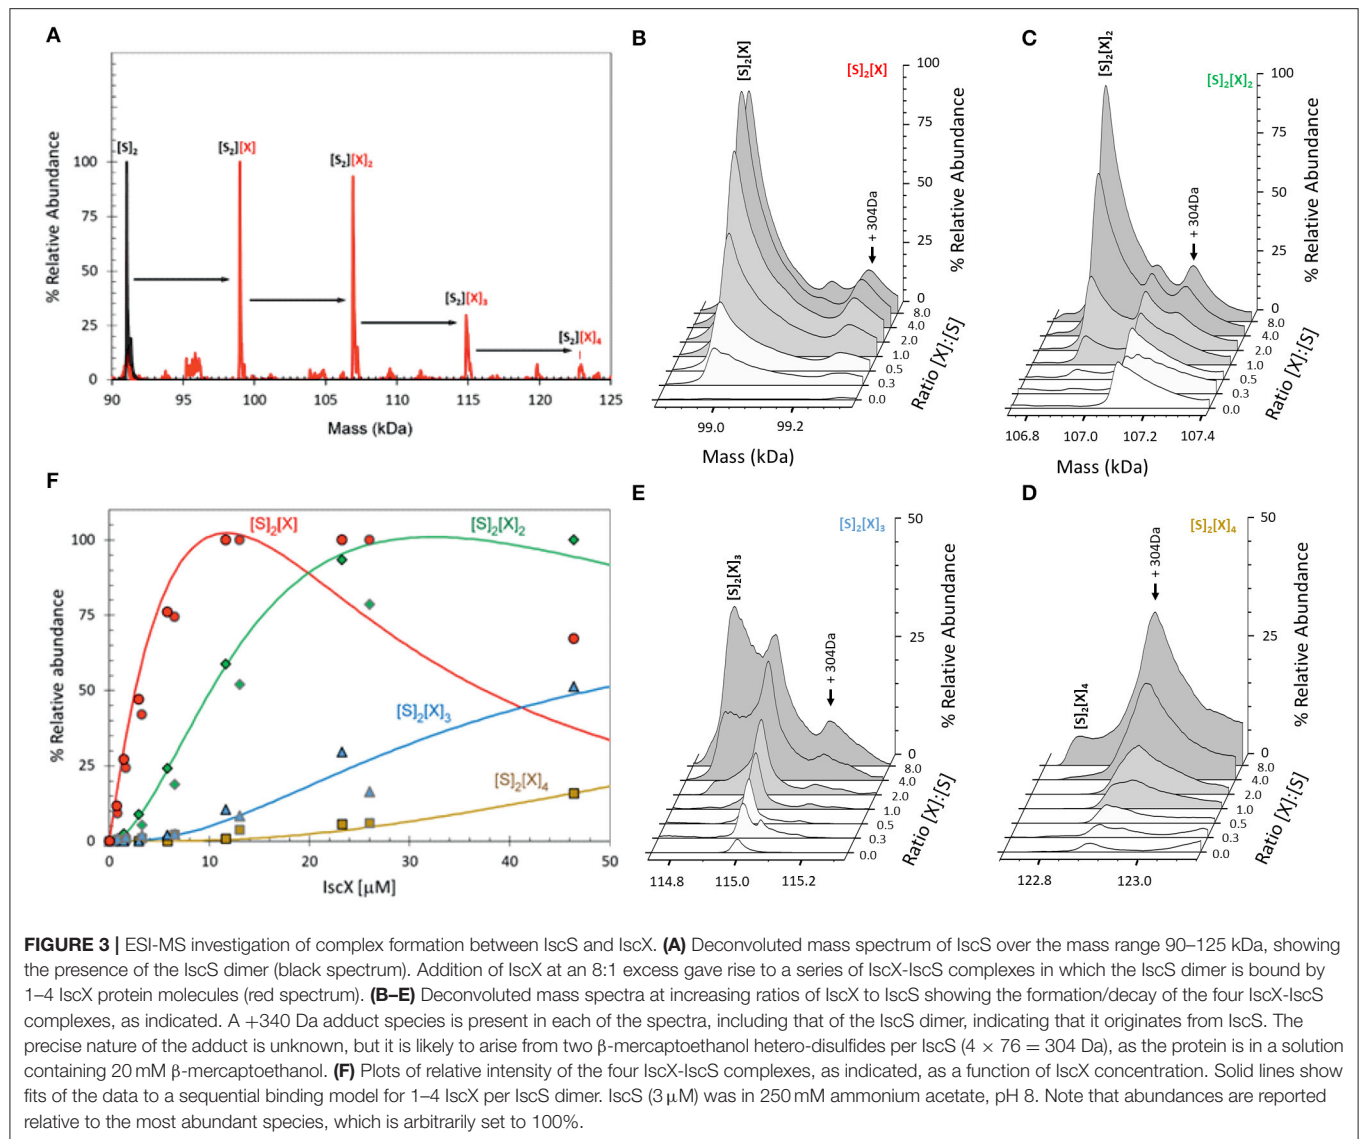 A
% Relative Abundance
100
75
50
25
0
[S]₂
[S₂][X]
[S₂][X]₂
[S₂][X]₃
[S₂][X]₄
90 95 100 105 110 115 120 125
Mass (kDa)
B
[S]₂[X]
[S]₂[X]
+ 304Da
100
75
50
25
0
% Relative Abundance
8.0
4.0
2.0
1.0
0.5
0.3
0.0
Ratio [X]:[S]
99.0 99.2
Mass (kDa)
C
[S]₂[X]₂
[S]₂[X]₂
+ 304Da
100
75
50
25
0
% Relative Abundance
8.0
4.0
2.0
1.0
0.5
0.3
0.0
Ratio [X]:[S]
106.8 107.0 107.2 107.4
Mass (kDa)
F
% Relative abundance
100
75
50
25
0
[S]₂[X]
[S]₂[X]₂
[S]₂[X]₃
[S]₂[X]₄
0 10 20 30 40 50
IscX [µM]
E
[S]₂[X]₃
[S]₂[X]₃
+ 304Da
50
25
0
% Relative Abundance
8.0
4.0
2.0
1.0
0.5
0.3
0.0
Ratio [X]:[S]
114.8 115.0 115.2
D
[S]₂[X]₄
[S]₂[X]₄
+ 304Da
50
25
0
% Relative Abundance
8.0
4.0
2.0
1.0
0.5
0.3
0.0
Ratio [X]:[S]
122.8 123.0
FIGURE 3 | ESI-MS investigation of complex formation between IscS and IscX. (A) Deconvoluted mass spectrum of IscS over the mass range 90–125 kDa, showing
the presence of the IscS dimer (black spectrum). Addition of IscX at an 8:1 excess gave rise to a series of IscX-IscS complexes in which the IscS dimer is bound by
1–4 IscX protein molecules (red spectrum). (B–E) Deconvoluted mass spectra at increasing ratios of IscX to IscS showing the formation/decay of the four IscX-IscS
complexes, as indicated. A +340 Da adduct species is present in each of the spectra, including that of the IscS dimer, indicating that it originates from IscS. The
precise nature of the adduct is unknown, but it is likely to arise from two β-mercaptoethanol hetero-disulfides per IscS (4 × 76 = 304 Da), as the protein is in a solution
containing 20 mM β-mercaptoethanol. (F) Plots of relative intensity of the four IscX-IscS complexes, as indicated, as a function of IscX concentration. Solid lines show
fits of the data to a sequential binding model for 1–4 IscX per IscS dimer. IscS (3 µM) was in 250 mM ammonium acetate, pH 8. Note that abundances are reported
relative to the most abundant species, which is arbitrarily set to 100%.